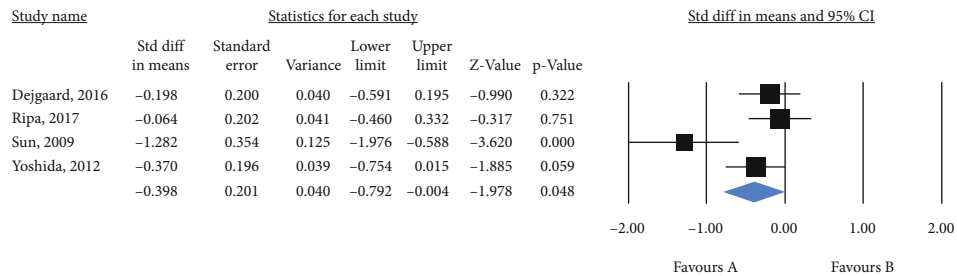 Study name Statistics for each study Std diff in means and 95% CI
Std diff Standard Lower Upper
in means error Variance limit limit Z-Value p-Value
Dejgaard, 2016 –0.198 0.200 0.040 –0.591 0.195 –0.990 0.322
Ripa, 2017 –0.064 0.202 0.041 –0.460 0.332 –0.317 0.751
Sun, 2009 –1.282 0.354 0.125 –1.976 –0.588 –3.620 0.000
Yoshida, 2012 –0.370 0.196 0.039 –0.754 0.015 –1.885 0.059
–0.398 0.201 0.040 –0.792 –0.004 –1.978 0.048
–2.00 –1.00 0.00 1.00 2.00
Favours A Favours B